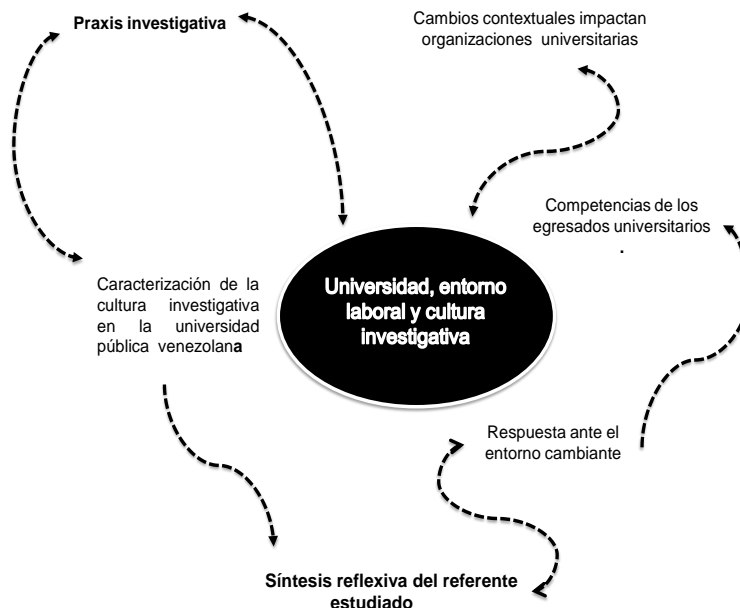 Praxis investigativa
Cambios contextuales impactan
organizaciones universitarias
Competencias de los
egresados universitarios
.
Universidad, entorno
laboral y cultura
investigativa
Caracterización de la
cultura investigativa
en la universidad
pública venezolana
Respuesta ante el
entorno cambiante
Síntesis reflexiva del referente
estudiado